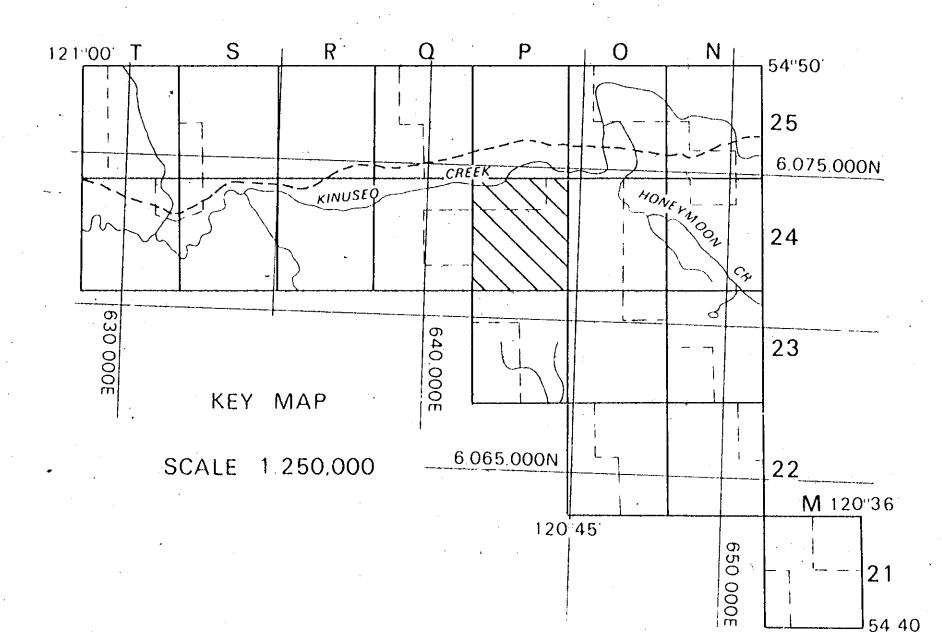 121°00' T S R Q P O N 54°50'
25
6.075.000N
CREEK
KINUSEO
HONEYMOON CR
24
630 000E
640.000E
23
KEY MAP
SCALE 1.250,000
6 065.000N
22
M 120°36
120°45'
650 000E
21
54 40